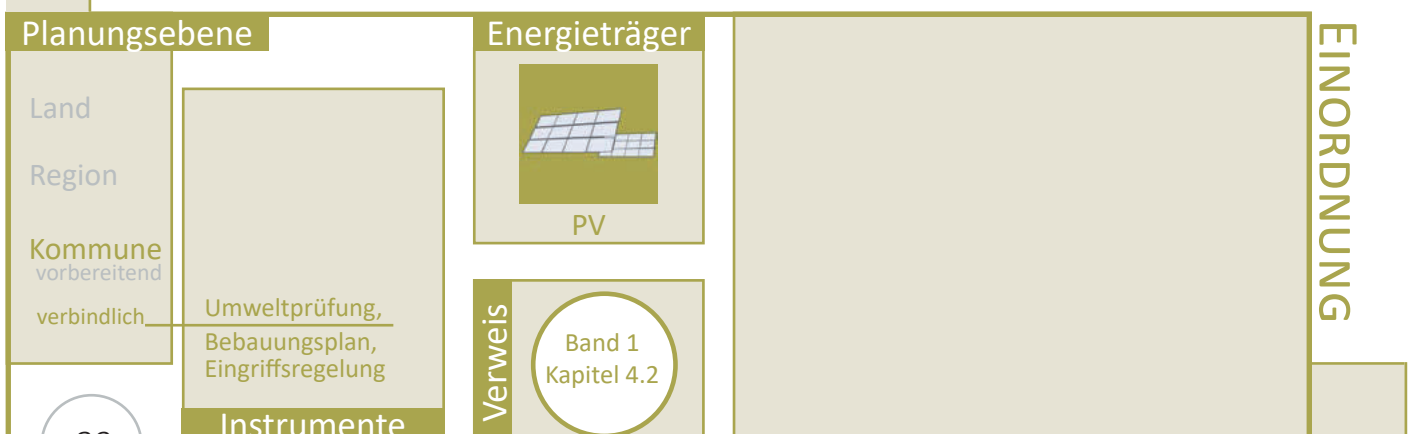 Planungsebene
Land
Region
Kommune
vorbereitend
verbindlich
Umweltprüfung,
Bebauungsplan,
Eingriffsregelung
Instrumente
Energieträger
PV
Verweis
Band 1
Kapitel 4.2
EINORDNUNG